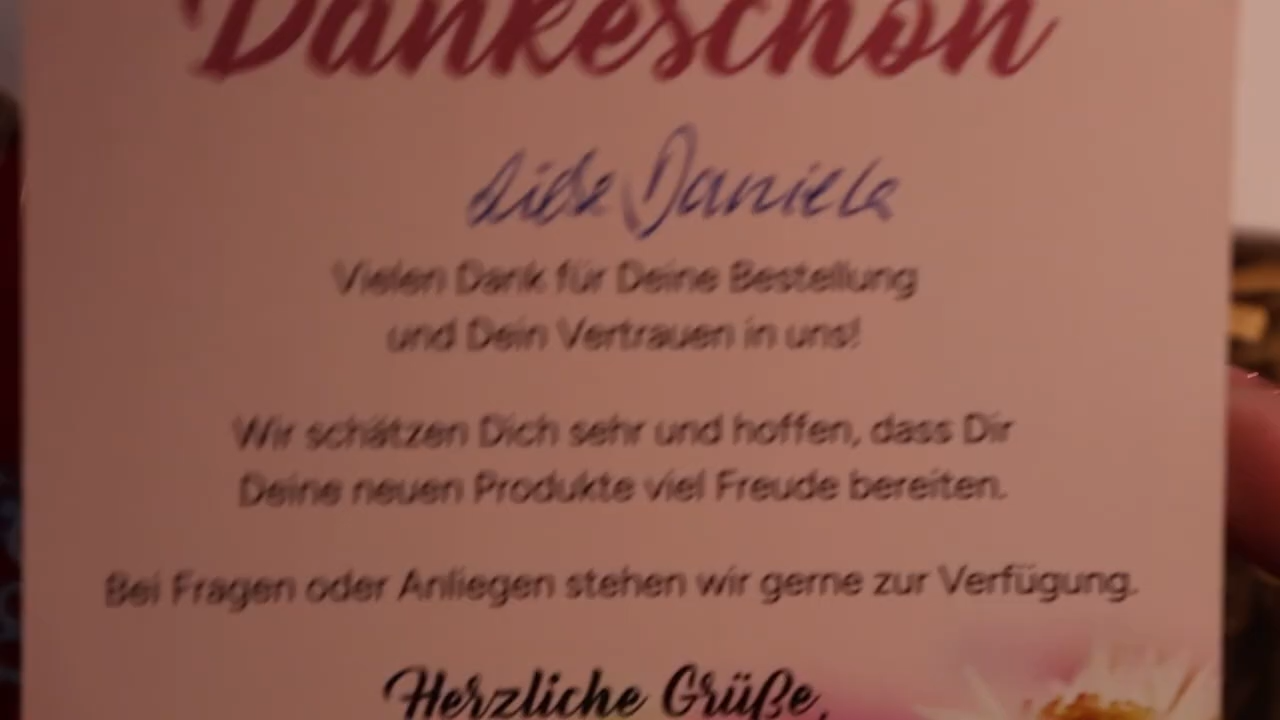 Dankeschön
Liebe Daniela
Vielen Dank für Deine Bestellung
und Dein Vertrauen in uns!
Wir schätzen Dich sehr und hoffen, dass Dir
Deine neuen Produkte viel Freude bereiten.
Bei Fragen oder Anliegen stehen wir gerne zur Verfügung.
Herzliche Grüße,